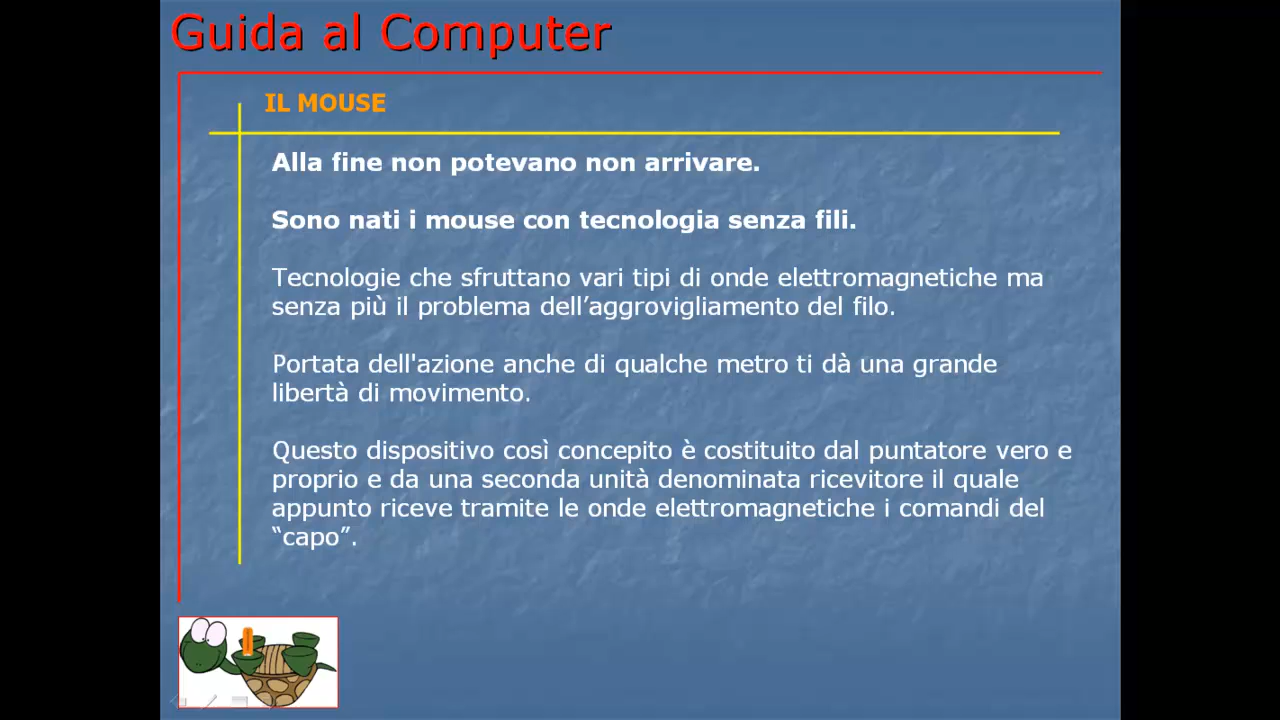 Guida al Computer
IL MOUSE
Alla fine non potevano non arrivare.
Sono nati i mouse con tecnologia senza fili.
Tecnologie che sfruttano vari tipi di onde elettromagnetiche ma
senza più il problema dell’aggrovigliamento del filo.
Portata dell'azione anche di qualche metro ti dà una grande
libertà di movimento.
Questo dispositivo così concepito è costituito dal puntatore vero e
proprio e da una seconda unità denominata ricevitore il quale
appunto riceve tramite le onde elettromagnetiche i comandi del
“capo”.